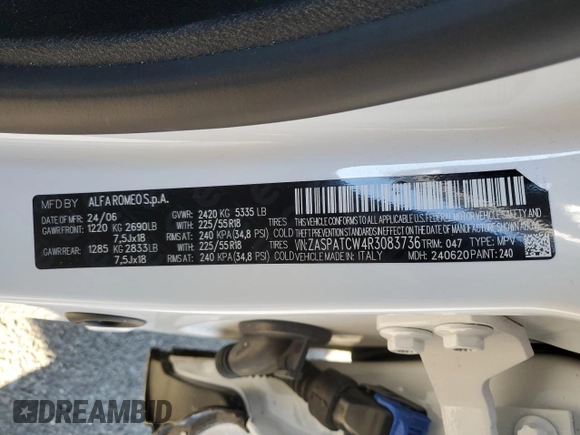 MFD BY ALFA ROMEO S.p.A.
DATE OF MFR: 24/06 GVWR: 2420 KG 5335 LB
GAWR FRONT: 1220 KG 2690LB WITH: 225/55R18 TIRES
7,5Jx18 RIMS AT: 240 KPA (34,8 PSI) COLD
GAWR REAR: 1285 KG 2833LB WITH: 225/55R18 TIRES
7,5Jx18 RIMS AT: 240 KPA (34,8 PSI) COLD
THIS VEHICLE CONFORMS TO ALL APPLICABLE U.S. FEDERAL MOTOR VEHICLE SAFETY AND
THEFT PREVENTION STANDARDS IN EFFECT ON THE DATE OF MANUFACTURE SHOWN ABOVE.
VIN: ZASPATCW4R3083736 TRIM: 047 TYPE: MPV
VEHICLE MADE IN: ITALY MDH: 240620 PAINT: 240
DREAMBID